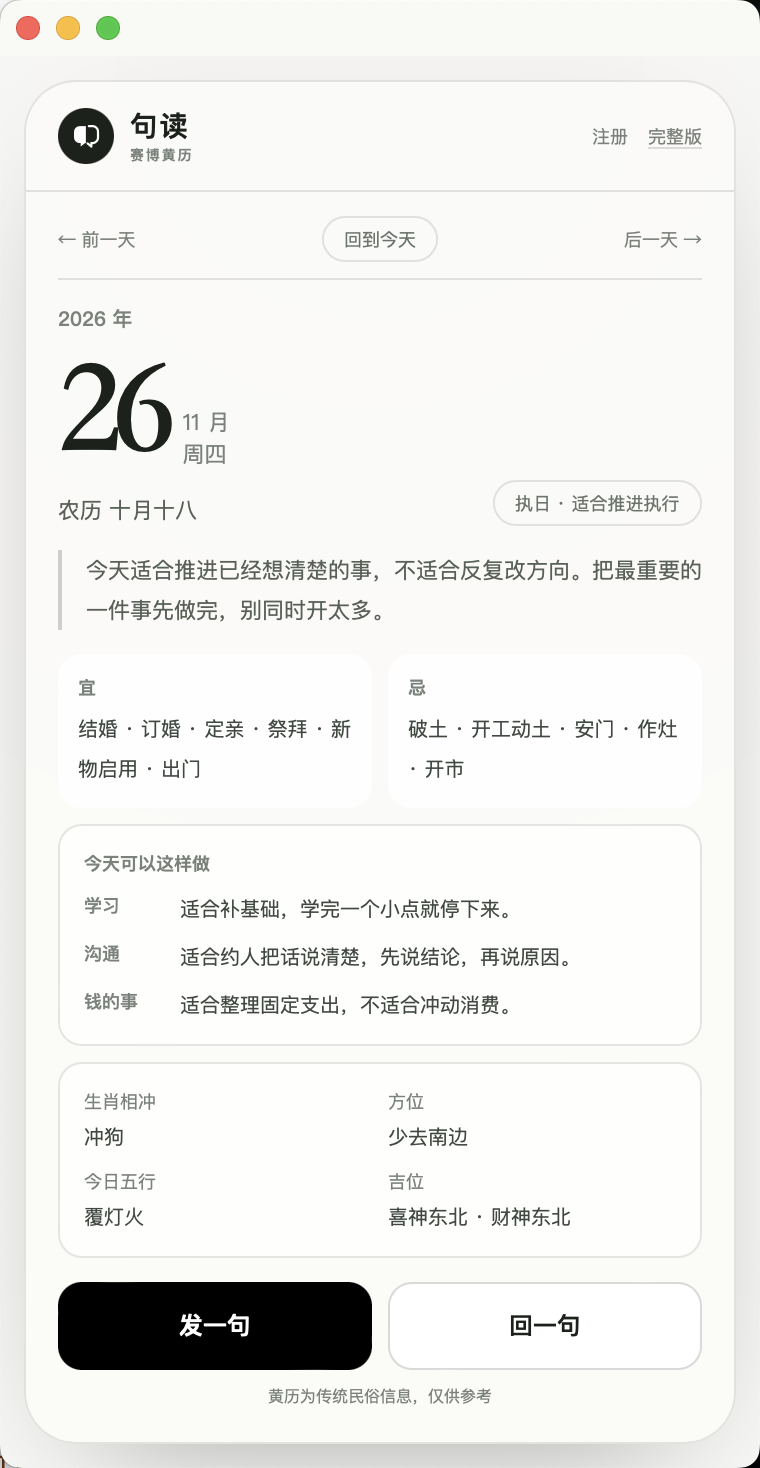 句读
赛博黄历
注册 完整版
← 前一天 回到今天 后一天 →
2026 年
26
11 月
周四
农历 十月十八
执日 · 适合推进执行
今天适合推进已经想清楚的事，不适合反复改方向。把最重要的
一件事先做完，别同时开太多。
宜
结婚 · 订婚 · 定亲 · 祭拜 · 新
物启用 · 出门
忌
破土 · 开工动土 · 安门 · 作灶
· 开市
今天可以这样做
学习 适合补基础，学完一个小点就停下来。
沟通 适合约人把话说清楚，先说结论，再说原因。
钱的事 适合整理固定支出，不适合冲动消费。
生肖相冲 方位
冲狗 少去南边
今日五行 吉位
覆灯火 喜神东北 · 财神东北
发一句 回一句
黄历为传统民俗信息，仅供参考